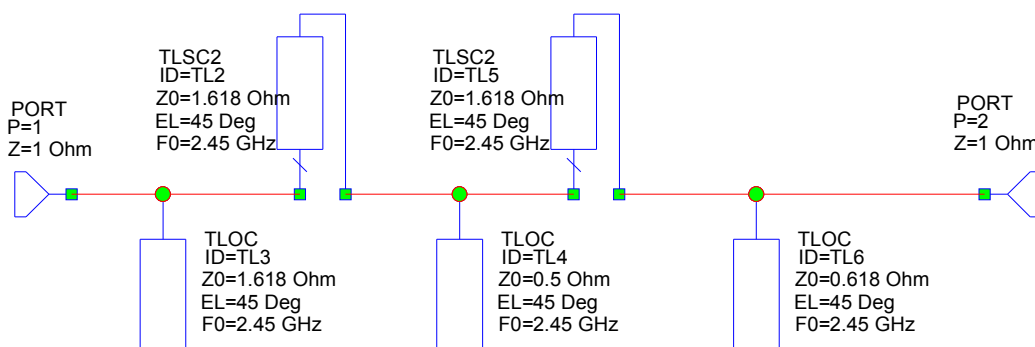 PORT
P=1
Z=1 Ohm
TLSC2
ID=TL2
Z0=1.618 Ohm
EL=45 Deg
F0=2.45 GHz
TLSC2
ID=TL5
Z0=1.618 Ohm
EL=45 Deg
F0=2.45 GHz
PORT
P=2
Z=1 Ohm
TLOC
ID=TL3
Z0=1.618 Ohm
EL=45 Deg
F0=2.45 GHz
TLOC
ID=TL4
Z0=0.5 Ohm
EL=45 Deg
F0=2.45 GHz
TLOC
ID=TL6
Z0=0.618 Ohm
EL=45 Deg
F0=2.45 GHz